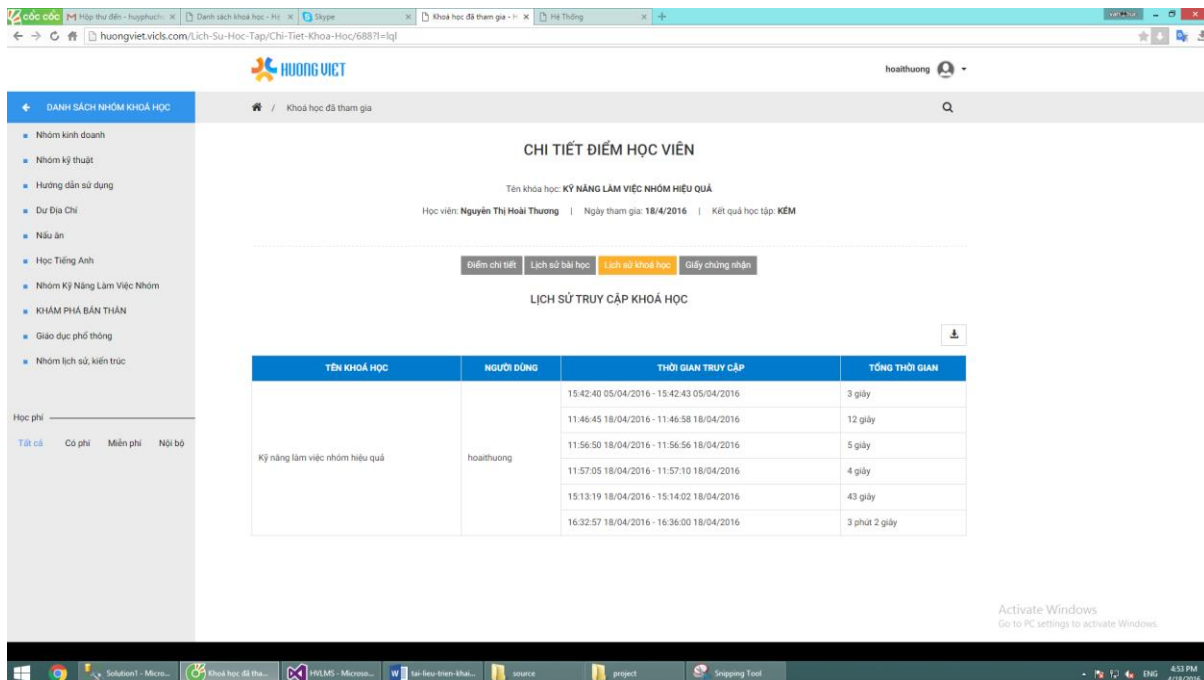 cốc cốc Hộp thư đến - huyphucho Danh sách khoá học - Hệ Skype Khoá học đã tham gia - H Hệ Thống
huongviet.vicls.com/Lich-Su-Hoc-Tap/Chi-Tiet-Khoa-Hoc/688?l=lql
HUONG VIET hoaithuong
DANH SÁCH NHÓM KHOÁ HỌC / Khoá học đã tham gia
Nhóm kinh doanh
Nhóm kỹ thuật
Hướng dẫn sử dụng
Dư Địa Chí
Nấu ăn
Học Tiếng Anh
Nhóm Kỹ Năng Làm Việc Nhóm
KHÁM PHÁ BẢN THÂN
Giáo dục phổ thông
Nhóm lịch sử, kiến trúc
Học phí
Tất cả Có phí Miễn phí Nội bộ
CHI TIẾT ĐIỂM HỌC VIÊN
Tên khóa học: KỸ NĂNG LÀM VIỆC NHÓM HIỆU QUẢ
Học viên: Nguyễn Thị Hoài Thương | Ngày tham gia: 18/4/2016 | Kết quả học tập: KÉM
Điểm chi tiết Lịch sử bài học Lịch sử khoá học Giấy chứng nhận
LỊCH SỬ TRUY CẬP KHOÁ HỌC
TÊN KHOÁ HỌC NGƯỜI DÙNG THỜI GIAN TRUY CẬP TỔNG THỜI GIAN
15:42:40 05/04/2016 - 15:42:43 05/04/2016 3 giây
11:46:45 18/04/2016 - 11:46:58 18/04/2016 12 giây
11:56:50 18/04/2016 - 11:56:56 18/04/2016 5 giây
Kỹ năng làm việc nhóm hiệu quả hoaithuong
11:57:05 18/04/2016 - 11:57:10 18/04/2016 4 giây
15:13:19 18/04/2016 - 15:14:02 18/04/2016 43 giây
16:32:57 18/04/2016 - 16:36:00 18/04/2016 3 phút 2 giây
Activate Windows
Go to PC settings to activate Windows.
Solution1 - Micro... Khoá học đã tha... HVLMS - Microso... tai-lieu-trien-khai... source project Snipping Tool ENG 4:53 PM
4/18/2016